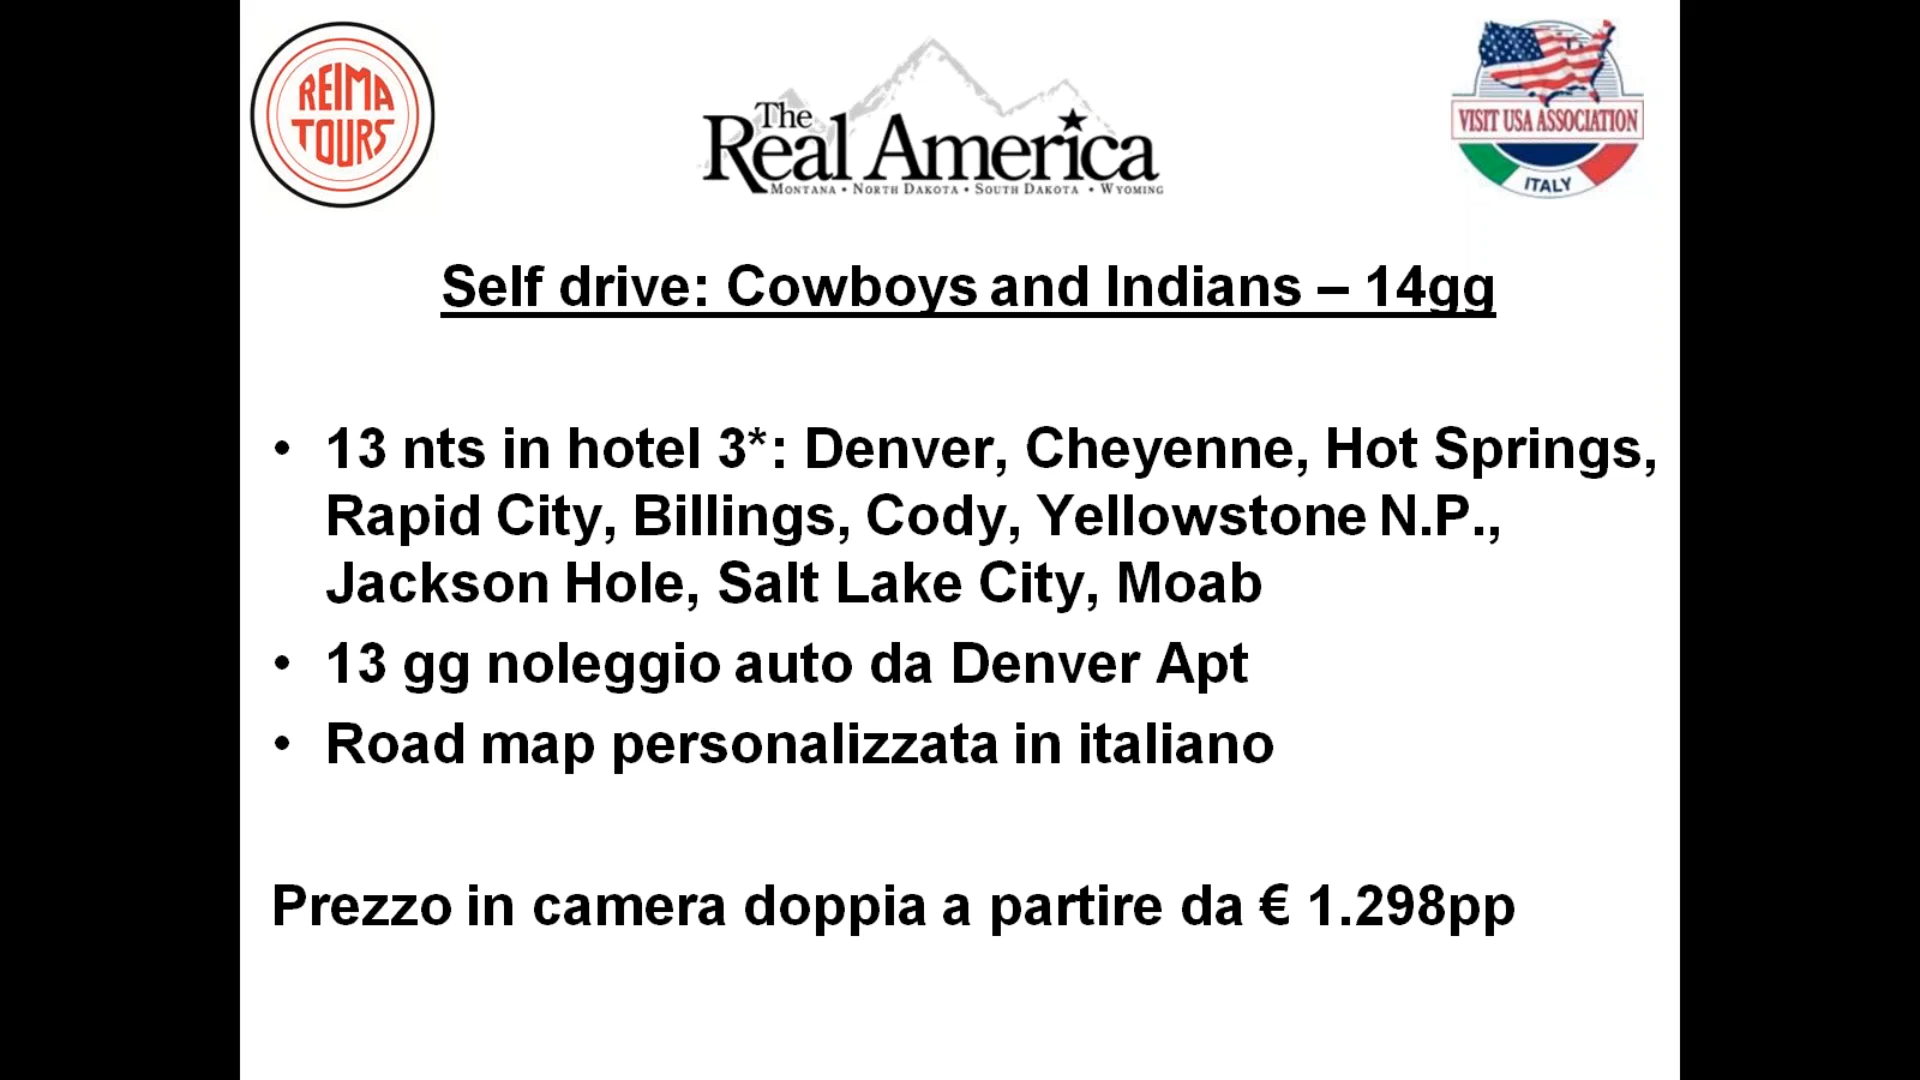 REIMA
TOURS
The
Real America
MONTANA • NORTH DAKOTA • SOUTH DAKOTA • WYOMING
VISIT USA ASSOCIATION
ITALY
Self drive: Cowboys and Indians – 14gg
• 13 nts in hotel 3*: Denver, Cheyenne, Hot Springs,
Rapid City, Billings, Cody, Yellowstone N.P.,
Jackson Hole, Salt Lake City, Moab
• 13 gg noleggio auto da Denver Apt
• Road map personalizzata in italiano
Prezzo in camera doppia a partire da € 1.298pp